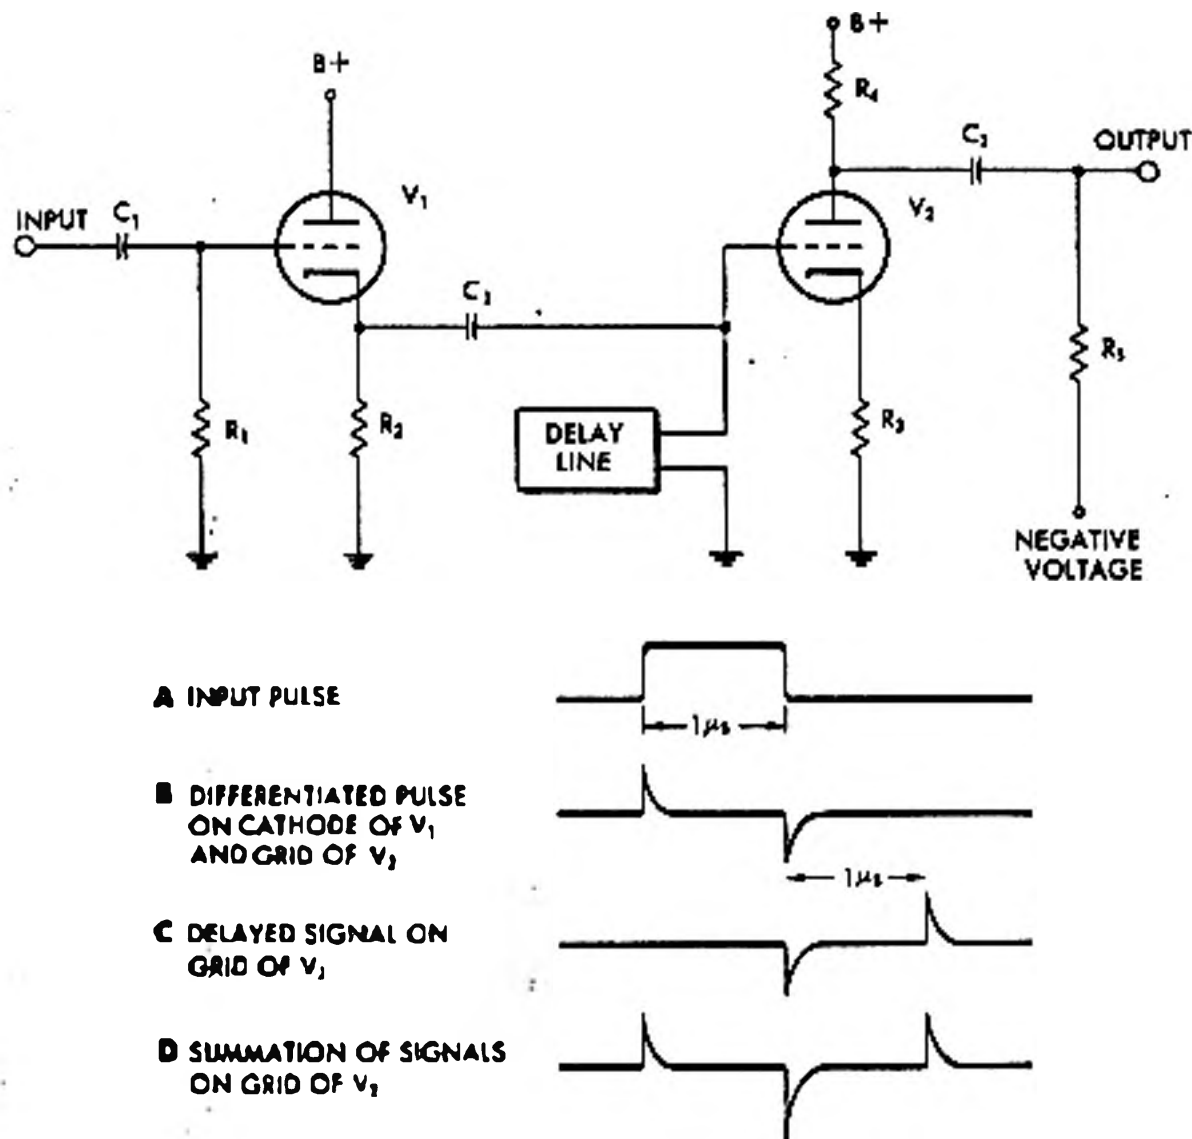 B+
R₄
C₃
OUTPUT
B+
V₁
V₂
INPUT
C₁
C₂
R₁
R₂
DELAY
LINE
R₃
R₅
NEGATIVE
VOLTAGE
A INPUT PULSE
1μs
B DIFFERENTIATED PULSE
ON CATHODE OF V₁
AND GRID OF V₂
1μs
C DELAYED SIGNAL ON
GRID OF V₂
D SUMMATION OF SIGNALS
ON GRID OF V₂